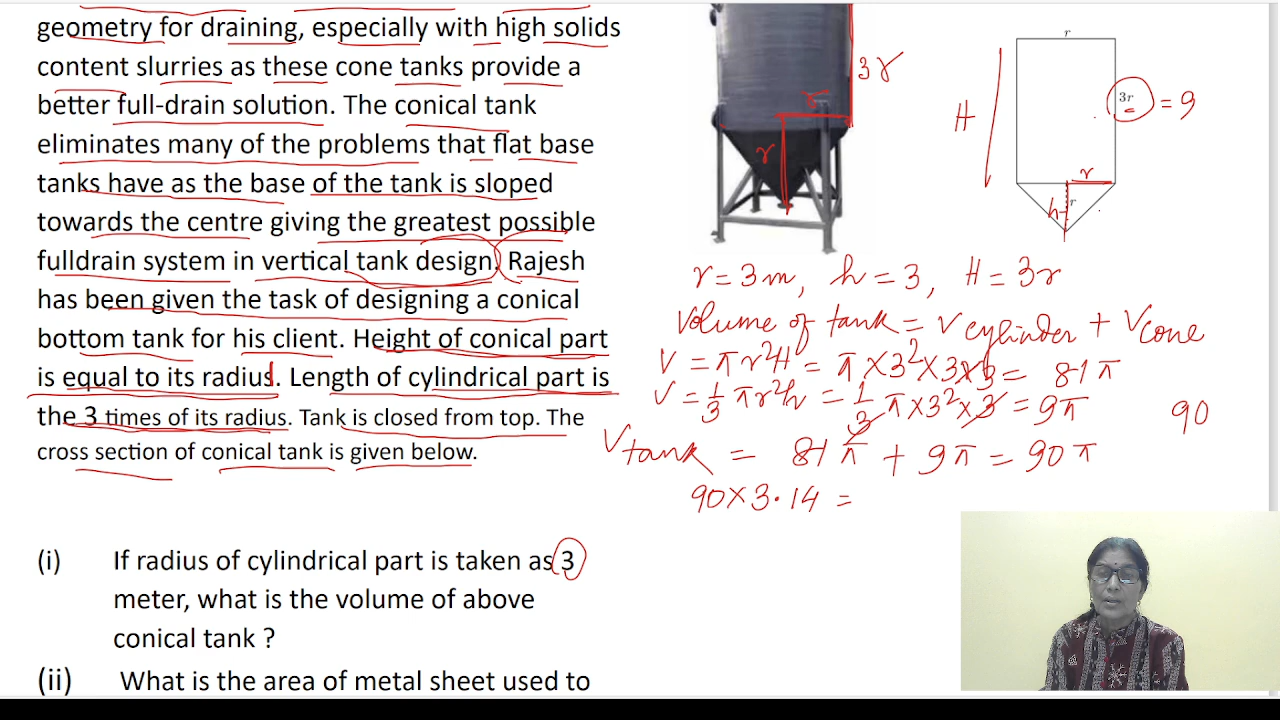 geometry for draining, especially with high solids
content slurries as these cone tanks provide a
better full-drain solution. The conical tank
eliminates many of the problems that flat base
tanks have as the base of the tank is sloped
towards the centre giving the greatest possible
fulldrain system in vertical tank design. Rajesh
has been given the task of designing a conical
bottom tank for his client. Height of conical part
is equal to its radius. Length of cylindrical part is
the 3 times of its radius. Tank is closed from top. The
cross section of conical tank is given below.
(i) If radius of cylindrical part is taken as 3
meter, what is the volume of above
conical tank ?
(ii) What is the area of metal sheet used to
3r
r
r
r
H
3r = 9
r
h r
r = 3m, h = 3, H = 3r
Volume of tank = V cylinder + V cone
V = πr²H = π × 3² × 3×3 = 81π
V = 1/3 πr²h = 1/3 π × 3² × 3 = 9π
90
V tank = 81π + 9π = 90π
90 × 3.14 =